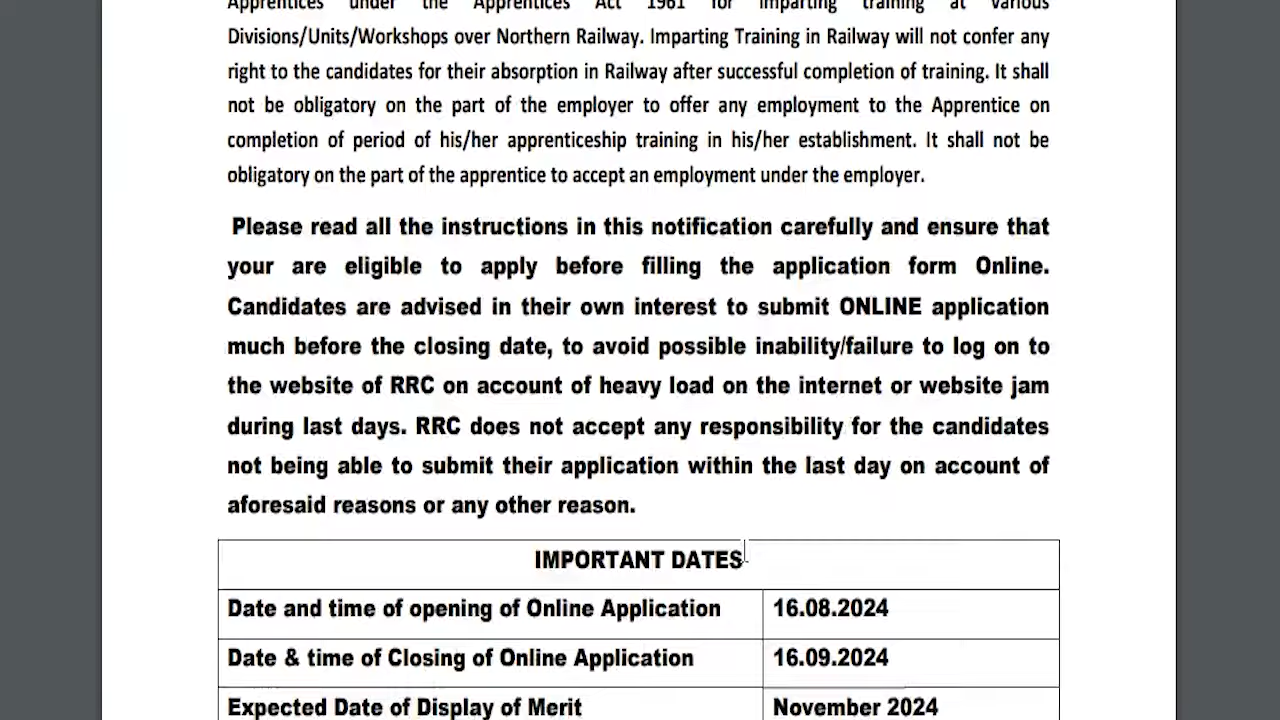 Apprentices under the Apprentices Act 1961 for imparting training at various
Divisions/Units/Workshops over Northern Railway. Imparting Training in Railway will not confer any
right to the candidates for their absorption in Railway after successful completion of training. It shall
not be obligatory on the part of the employer to offer any employment to the Apprentice on
completion of period of his/her apprenticeship training in his/her establishment. It shall not be
obligatory on the part of the apprentice to accept an employment under the employer.
Please read all the instructions in this notification carefully and ensure that
your are eligible to apply before filling the application form Online.
Candidates are advised in their own interest to submit ONLINE application
much before the closing date, to avoid possible inability/failure to log on to
the website of RRC on account of heavy load on the internet or website jam
during last days. RRC does not accept any responsibility for the candidates
not being able to submit their application within the last day on account of
aforesaid reasons or any other reason.
IMPORTANT DATES
Date and time of opening of Online Application 16.08.2024
Date & time of Closing of Online Application 16.09.2024
Expected Date of Display of Merit November 2024